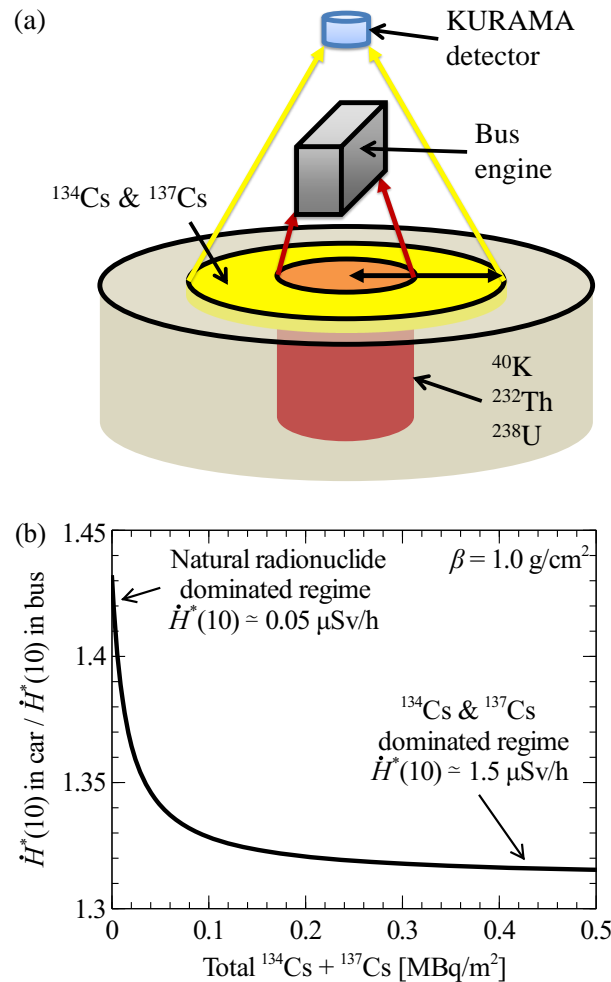 (a)
KURAMA
detector
Bus
engine
¹³⁴Cs & ¹³⁷Cs
⁴⁰K
²³²Th
²³⁸U
(b)
1.45
1.4
1.35
1.3
Ḣ*(10) in car / Ḣ*(10) in bus
Natural radionuclide
dominated regime
Ḣ*(10) ≃ 0.05 μSv/h
β = 1.0 g/cm²
¹³⁴Cs & ¹³⁷Cs
dominated regime
Ḣ*(10) ≃ 1.5 μSv/h
0 0.1 0.2 0.3 0.4 0.5
Total ¹³⁴Cs + ¹³⁷Cs [MBq/m²]